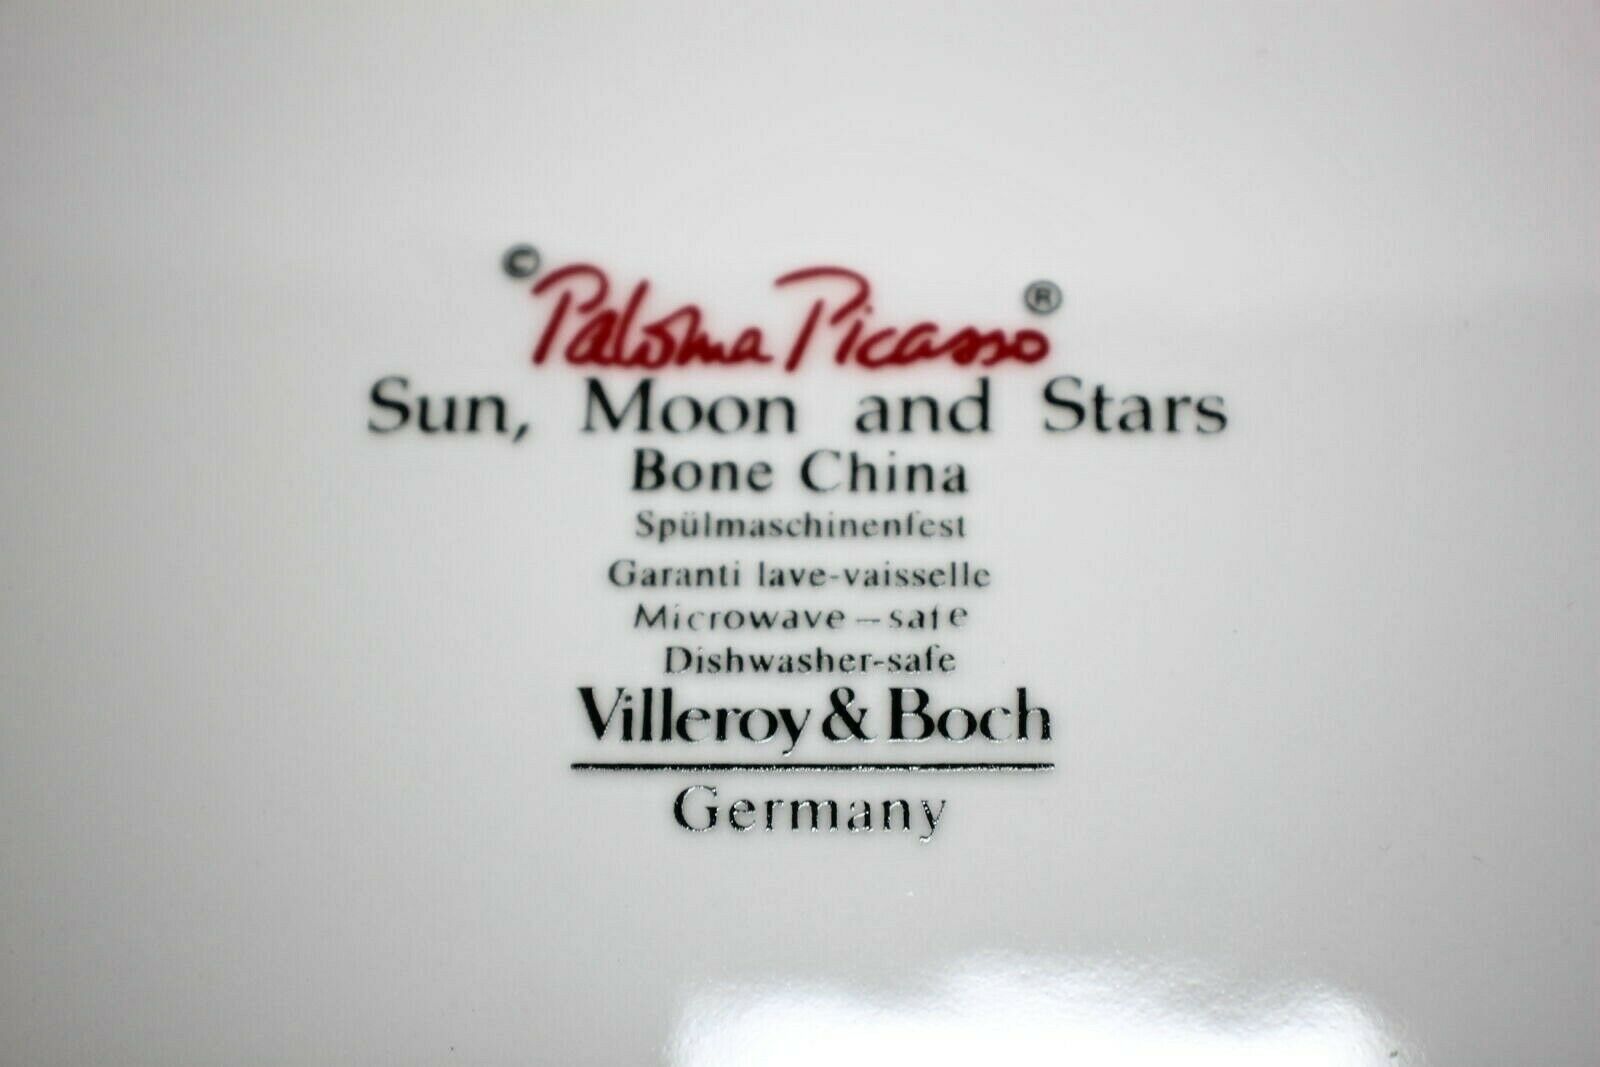 © Paloma Picasso ®
Sun, Moon and Stars
Bone China
Spülmaschinenfest
Garanti lave-vaisselle
Microwave – safe
Dishwasher-safe
Villeroy & Boch
Germany